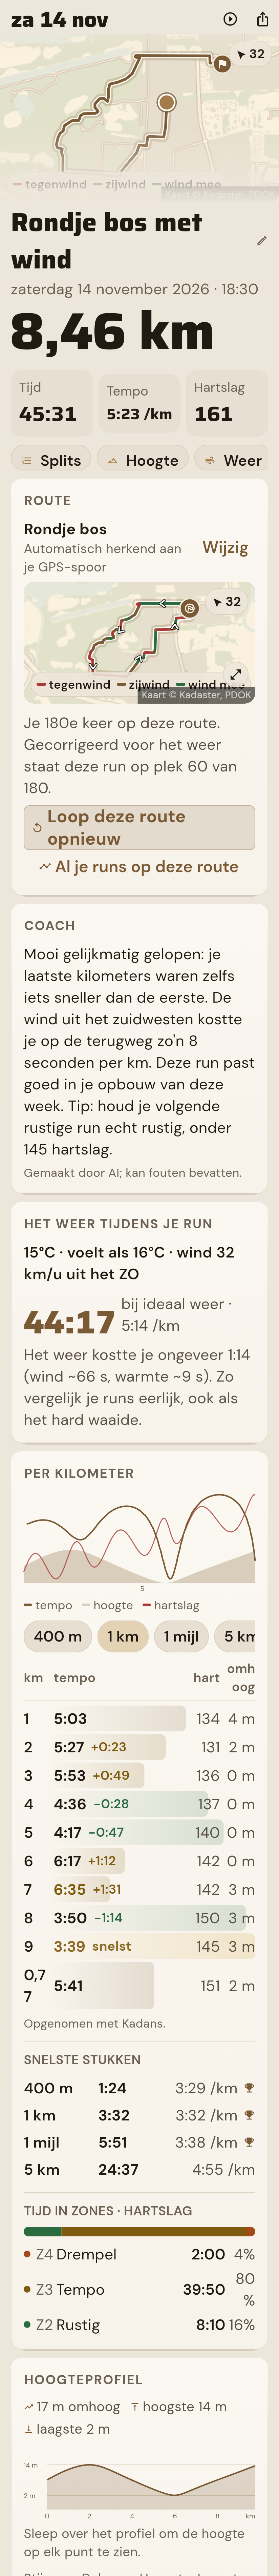 za 14 nov
32
tegenwind zijwind wind mee
Kaart © Kadaster, PDOK
Rondje bos met
wind
zaterdag 14 november 2026 · 18:30
8,46 km
Tijd
45:31
Tempo
5:23 /km
Hartslag
161
Splits
Hoogte
Weer
ROUTE
Rondje bos
Automatisch herkend aan
je GPS-spoor
Wijzig
32
tegenwind zijwind wind mee
Kaart © Kadaster, PDOK
Je 180e keer op deze route.
Gecorrigeerd voor het weer
staat deze run op plek 60 van
180.
Loop deze route
opnieuw
Al je runs op deze route
COACH
Mooi gelijkmatig gelopen: je
laatste kilometers waren zelfs
iets sneller dan de eerste. De
wind uit het zuidwesten kostte
je op de terugweg zo'n 8
seconden per km. Deze run past
goed in je opbouw van deze
week. Tip: houd je volgende
rustige run echt rustig, onder
145 hartslag.
Gemaakt door AI; kan fouten bevatten.
HET WEER TIJDENS JE RUN
15°C · voelt als 16°C · wind 32
km/u uit het ZO
44:17 bij ideaal weer ·
5:14 /km
Het weer kostte je ongeveer 1:14
(wind ~66 s, warmte ~9 s). Zo
vergelijk je runs eerlijk, ook als
het hard waaide.
PER KILOMETER
5
tempo hoogte hartslag
400 m 1 km 1 mijl 5 km
km tempo hart omh
oog
1 5:03 134 4 m
2 5:27 +0:23 131 2 m
3 5:53 +0:49 136 0 m
4 4:36 -0:28 137 0 m
5 4:17 -0:47 140 0 m
6 6:17 +1:12 142 0 m
7 6:35 +1:31 142 3 m
8 3:50 -1:14 150 3 m
9 3:39 snelst 145 3 m
0,7
7 5:41 151 2 m
Opgenomen met Kadans.
SNELSTE STUKKEN
400 m 1:24 3:29 /km
1 km 3:32 3:32 /km
1 mijl 5:51 3:38 /km
5 km 24:37 4:55 /km
TIJD IN ZONES · HARTSLAG
Z4 Drempel 2:00 4%
Z3 Tempo 39:50 80
%
Z2 Rustig 8:10 16%
HOOGTEPROFIEL
17 m omhoog hoogste 14 m
laagste 2 m
14 m
2 m
0 2 4 6 8 km
Sleep over het profiel om de hoogte
op elk punt te zien.